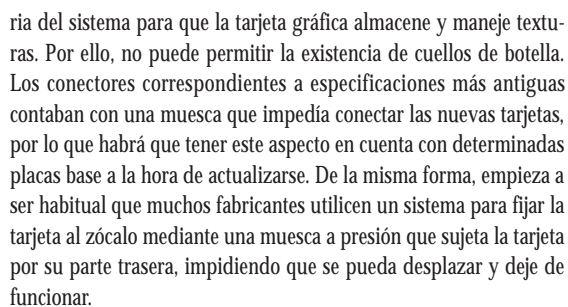 ria del sistema para que la tarjeta gráfica almacene y maneje textu-
ras. Por ello, no puede permitir la existencia de cuellos de botella.
Los conectores correspondientes a especificaciones más antiguas
contaban con una muesca que impedía conectar las nuevas tarjetas,
por lo que habrá que tener este aspecto en cuenta con determinadas
placas base a la hora de actualizarse. De la misma forma, empieza a
ser habitual que muchos fabricantes utilicen un sistema para fijar la
tarjeta al zócalo mediante una muesca a presión que sujeta la tarjeta
por su parte trasera, impidiendo que se pueda desplazar y deje de
funcionar.